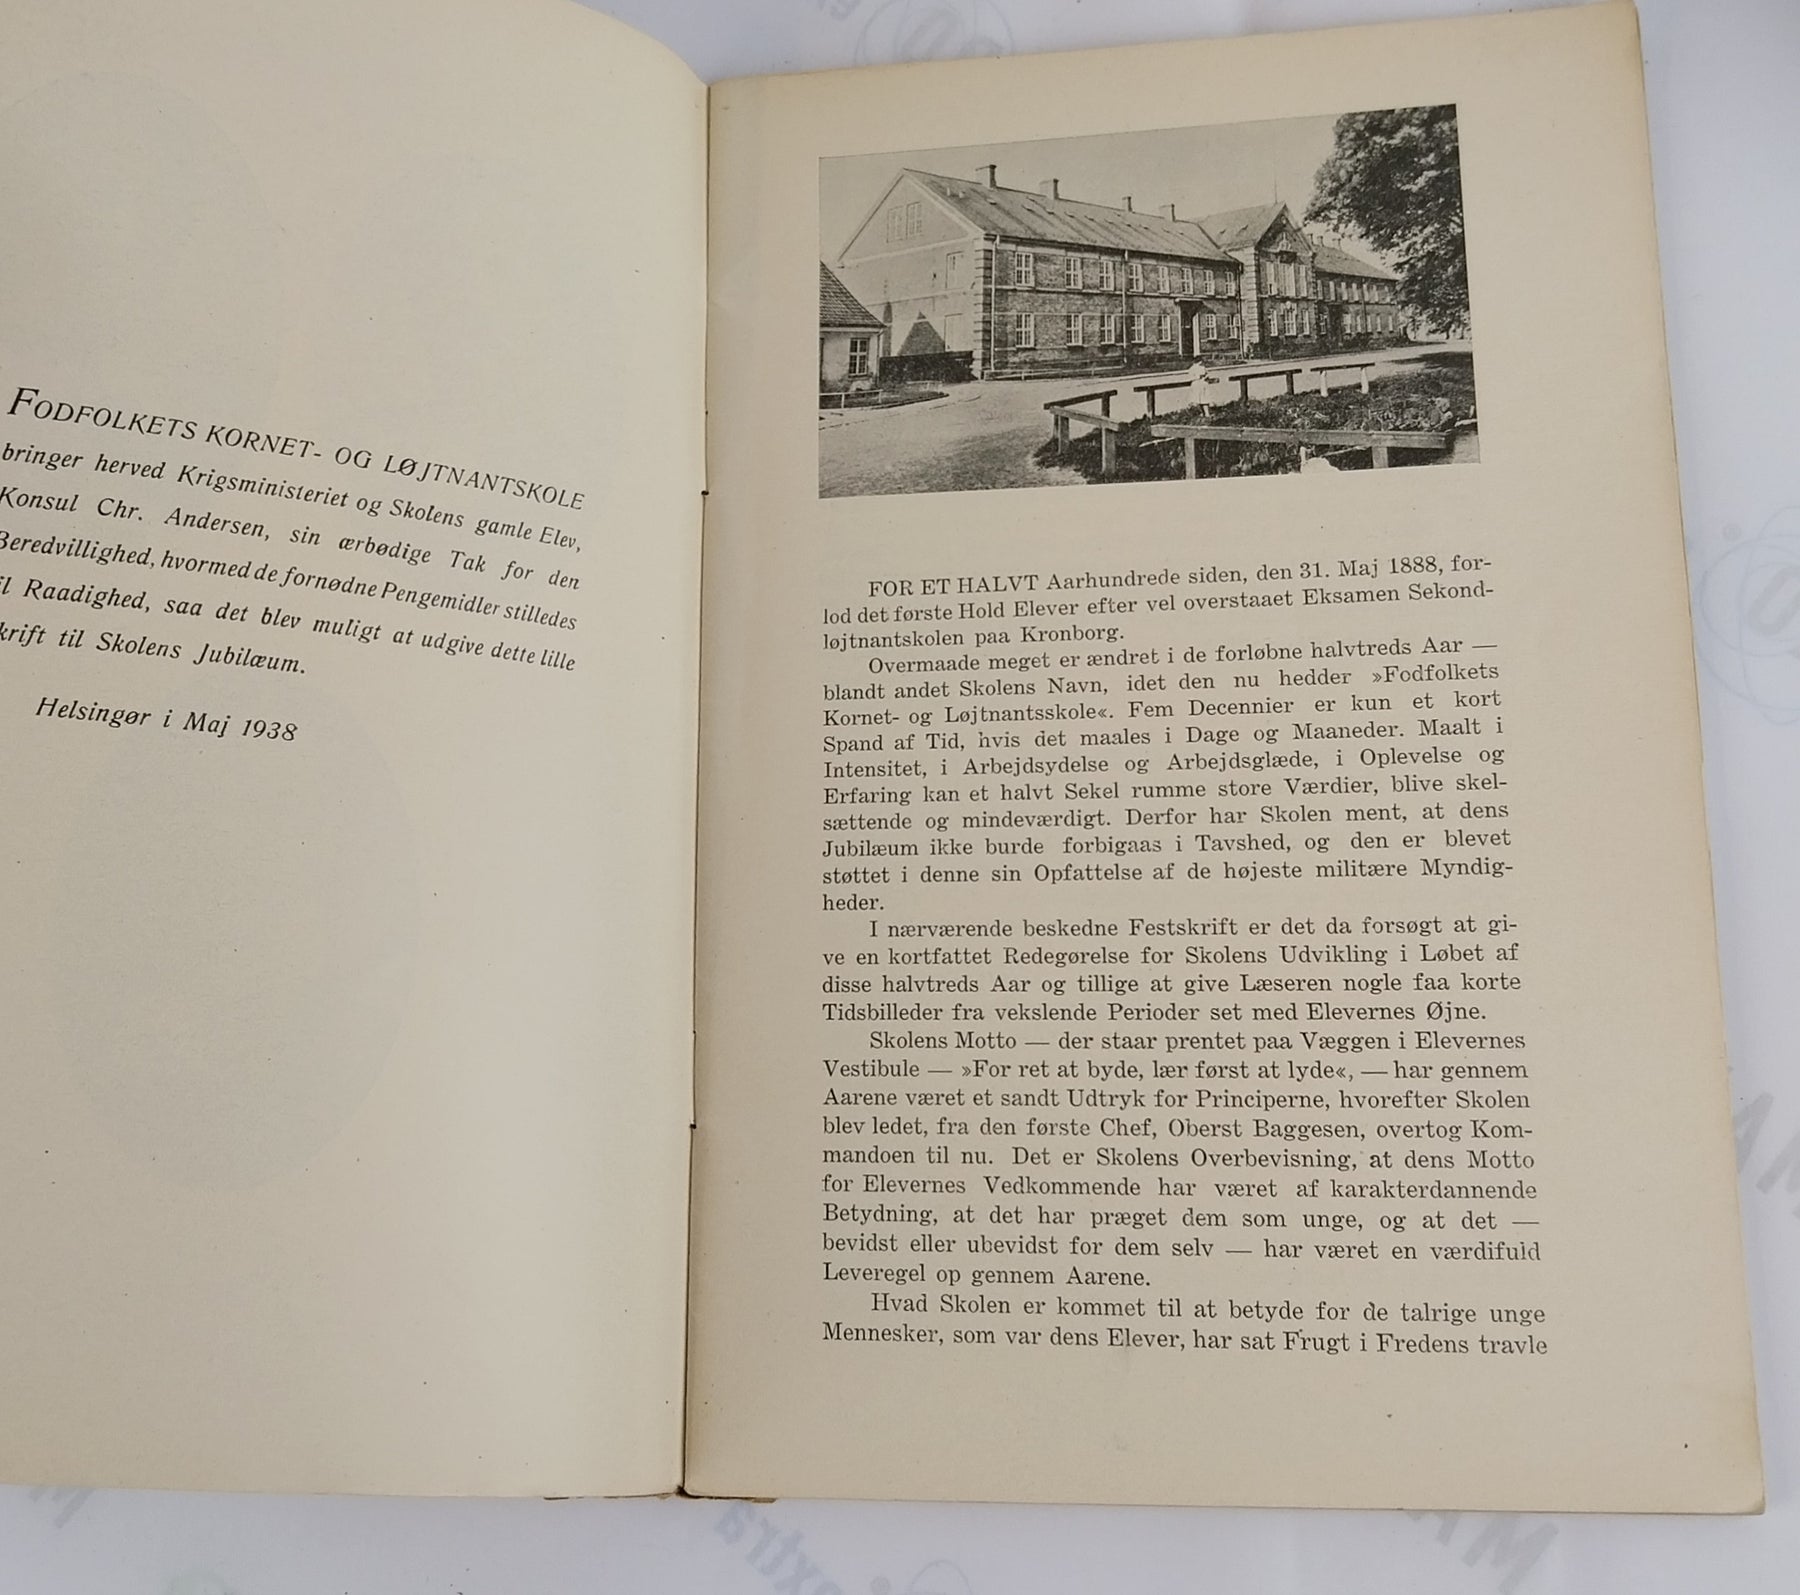 FODFOLKETS KORNET- OG LØJTNANTSKOLE
bringer herved Krigsministeriet og Skolens gamle Elev,
Konsul Chr. Andersen, sin ærbødige Tak for den
Beredvillighed, hvormed de fornødne Pengemidler stilledes
Raadighed, saa det blev muligt at udgive dette lille
til Skolens Jubilæum.
Helsingør i Maj 1938
FOR ET HALVT Aarhundrede siden, den 31. Maj 1888, for-
lod det første Hold Elever efter vel overstaaet Eksamen Sekond-
løjtnantskolen paa Kronborg.
Overmaade meget er ændret i de forløbne halvtreds Aar —
blandt andet Skolens Navn, idet den nu hedder »Fodfolkets
Kornet- og Løjtnantsskole«. Fem Decennier er kun et kort
Spand af Tid, hvis det maales i Dage og Maaneder. Maalt i
Intensitet, i Arbejdsydelse og Arbejdsglæde, i Oplevelse og
Erfaring kan et halvt Sekel rumme store Værdier, blive skel-
sættende og mindeværdigt. Derfor har Skolen ment, at dens
Jubilæum ikke burde forbigaas i Tavshed, og den er blevet
støttet i denne sin Opfattelse af de højeste militære Myndig-
heder.
I nærværende beskedne Festskrift er det da forsøgt at gi-
ve en kortfattet Redegørelse for Skolens Udvikling i Løbet af
disse halvtreds Aar og tillige at give Læseren nogle faa korte
Tidsbilleder fra vekslende Perioder set med Elevernes Øjne.
Skolens Motto — der staar prentet paa Væggen i Elevernes
Vestibule — »For ret at byde, lær først at lyde«, — har gennem
Aarene været et sandt Udtryk for Principerne, hvorefter Skolen
blev ledet, fra den første Chef, Oberst Baggesen, overtog Kom-
mandoen til nu. Det er Skolens Overbevisning, at dens Motto
for Elevernes Vedkommende har været af karakterdannende
Betydning, at det har præget dem som unge, og at det —
bevidst eller ubevidst for dem selv — har været en værdifuld
Leveregel op gennem Aarene.
Hvad Skolen er kommet til at betyde for de talrige unge
Mennesker, som var dens Elever, har sat Frugt i Fredens travle